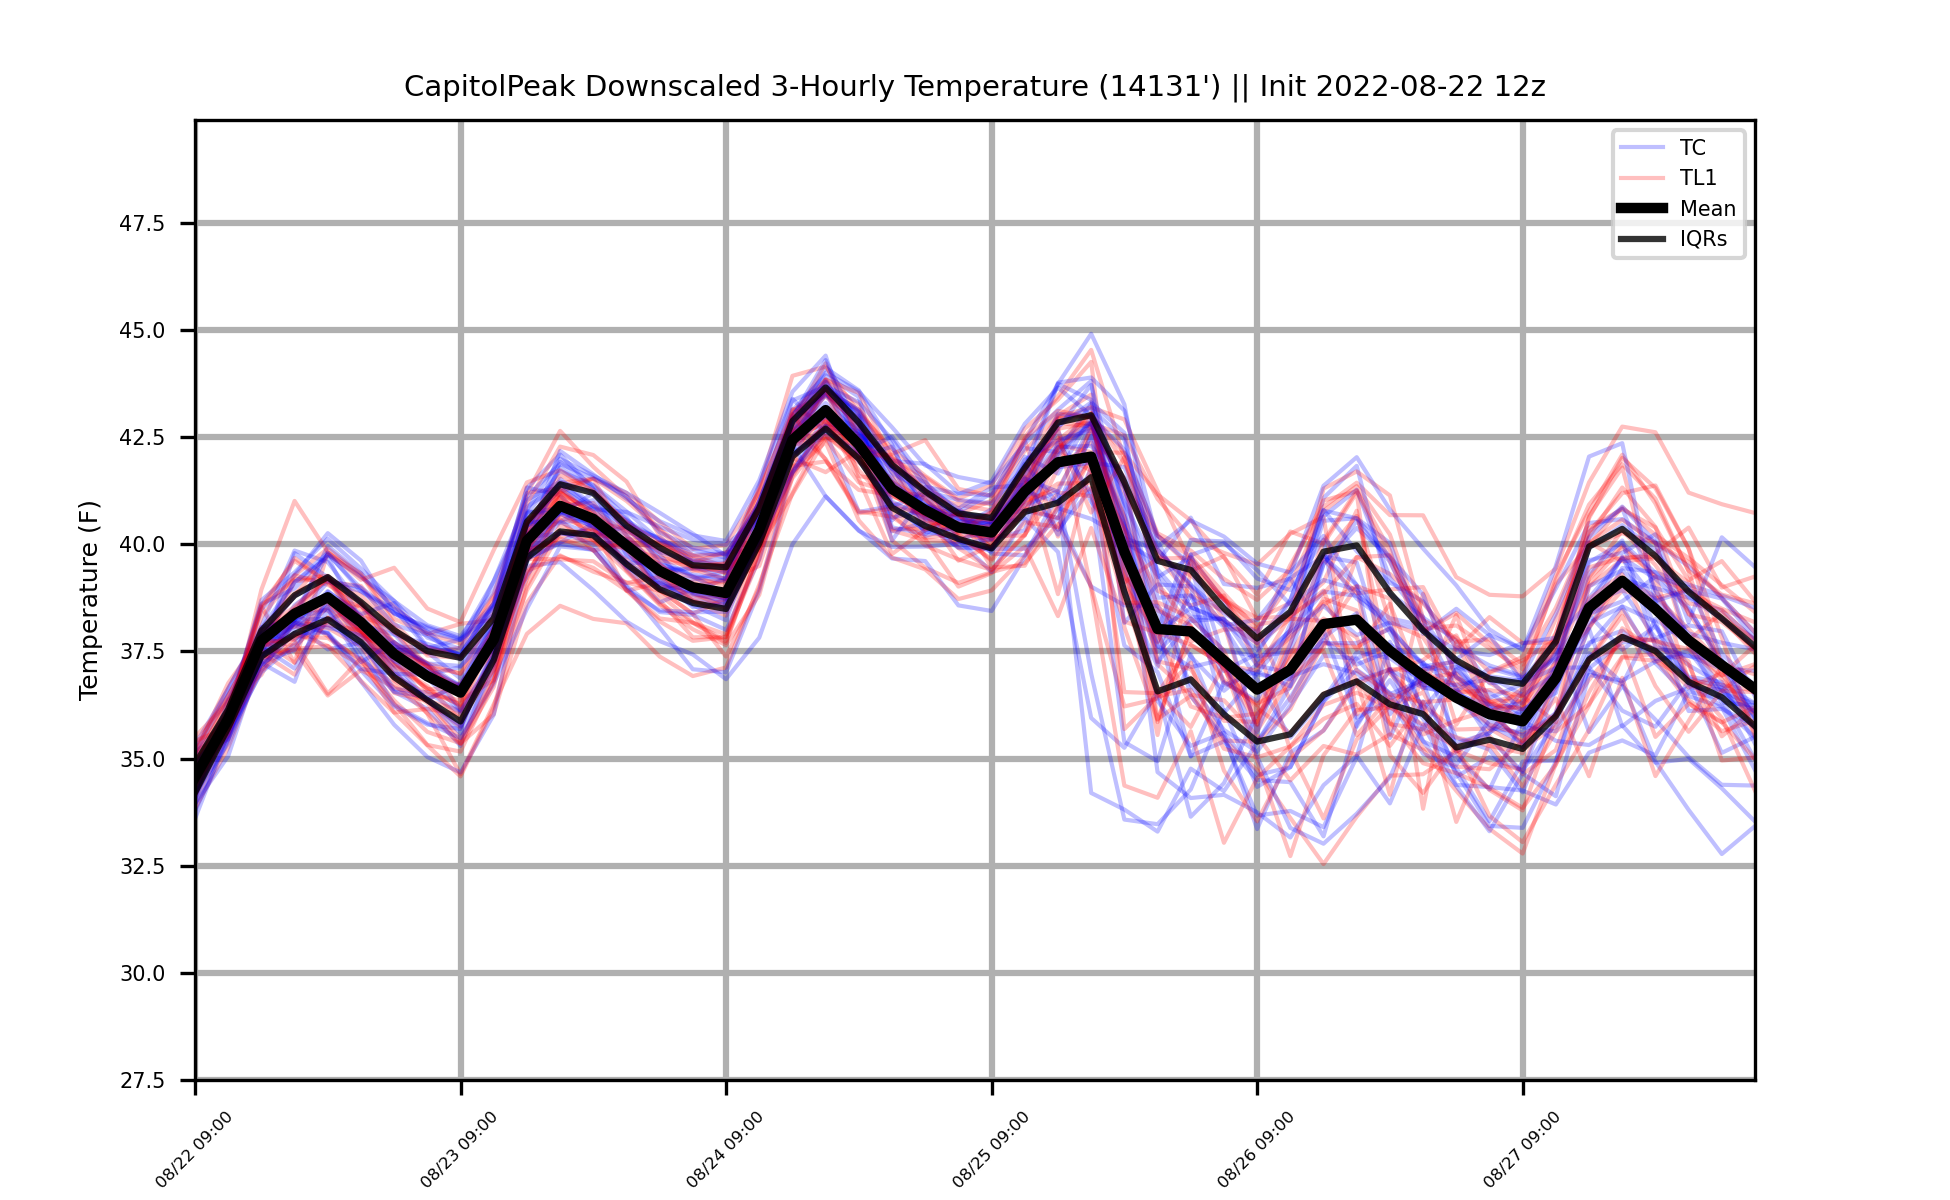 CapitolPeak Downscaled 3-Hourly Temperature (14131') || Init 2022-08-22 12z
TC
TL1
Mean
IQRs
Temperature (F)
47.5
45.0
42.5
40.0
37.5
35.0
32.5
30.0
27.5
08/22 09:00
08/23 09:00
08/24 09:00
08/25 09:00
08/26 09:00
08/27 09:00